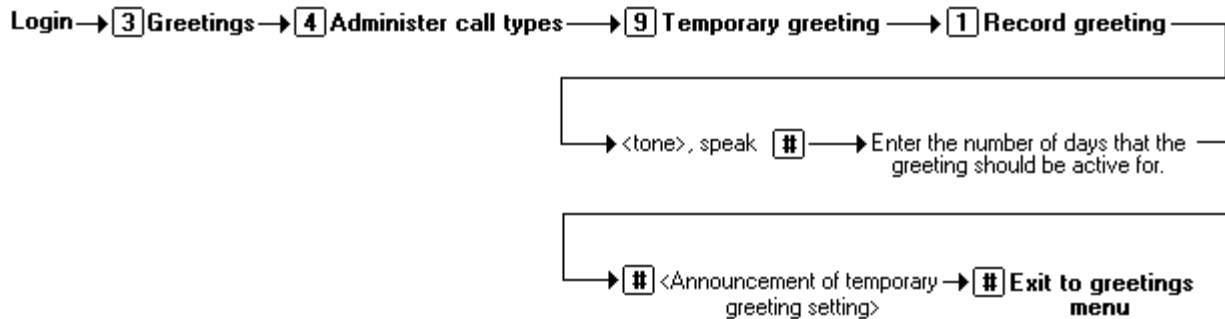 Login 3 Greetings 4 Administer call types 9 Temporary greeting 1 Record greeting
<tone>, speak # Enter the number of days that the
greeting should be active for.
# <Announcement of temporary # Exit to greetings
greeting setting> menu